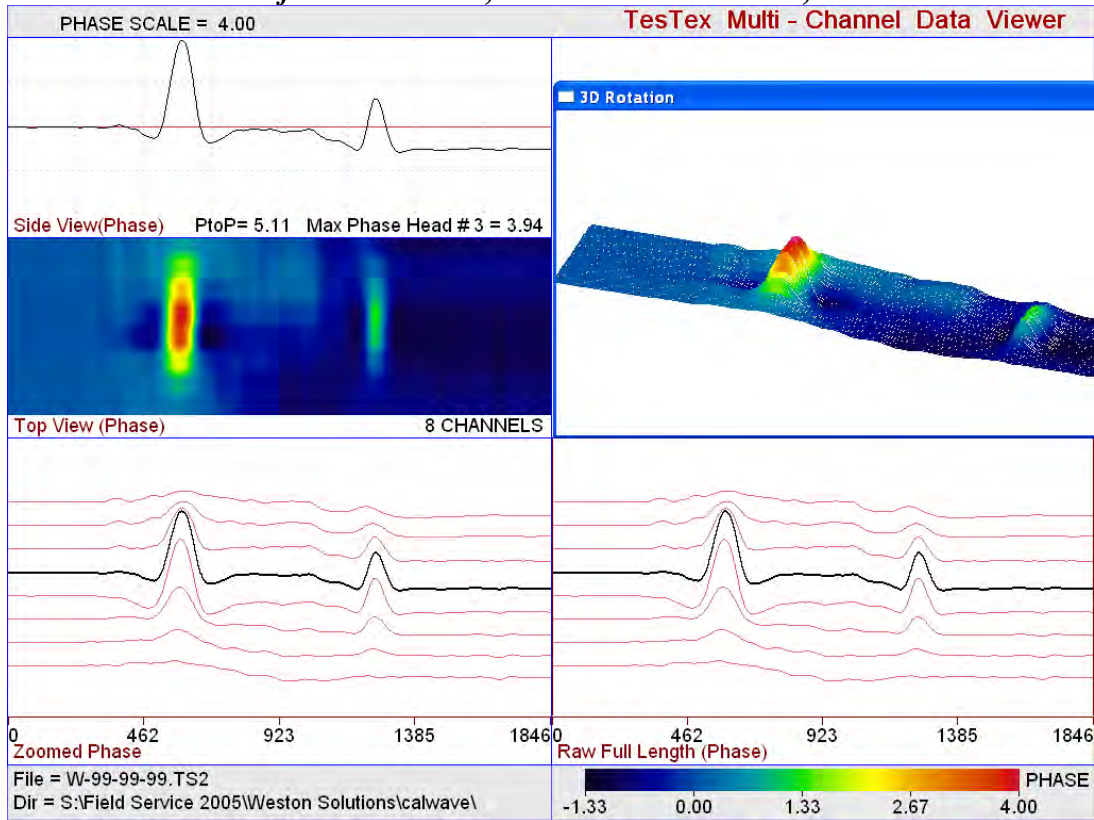 PHASE SCALE = 4.00
TesTex Multi - Channel Data Viewer
3D Rotation
Side View(Phase) PtoP= 5.11 Max Phase Head # 3 = 3.94
Top View (Phase) 8 CHANNELS
0 462 923 1385 1846
Zoomed Phase
0 462 923 1385 1846
Raw Full Length (Phase)
File = W-99-99-99.TS2
Dir = S:\Field Service 2005\Weston Solutions\calwave\
PHASE
-1.33 0.00 1.33 2.67 4.00